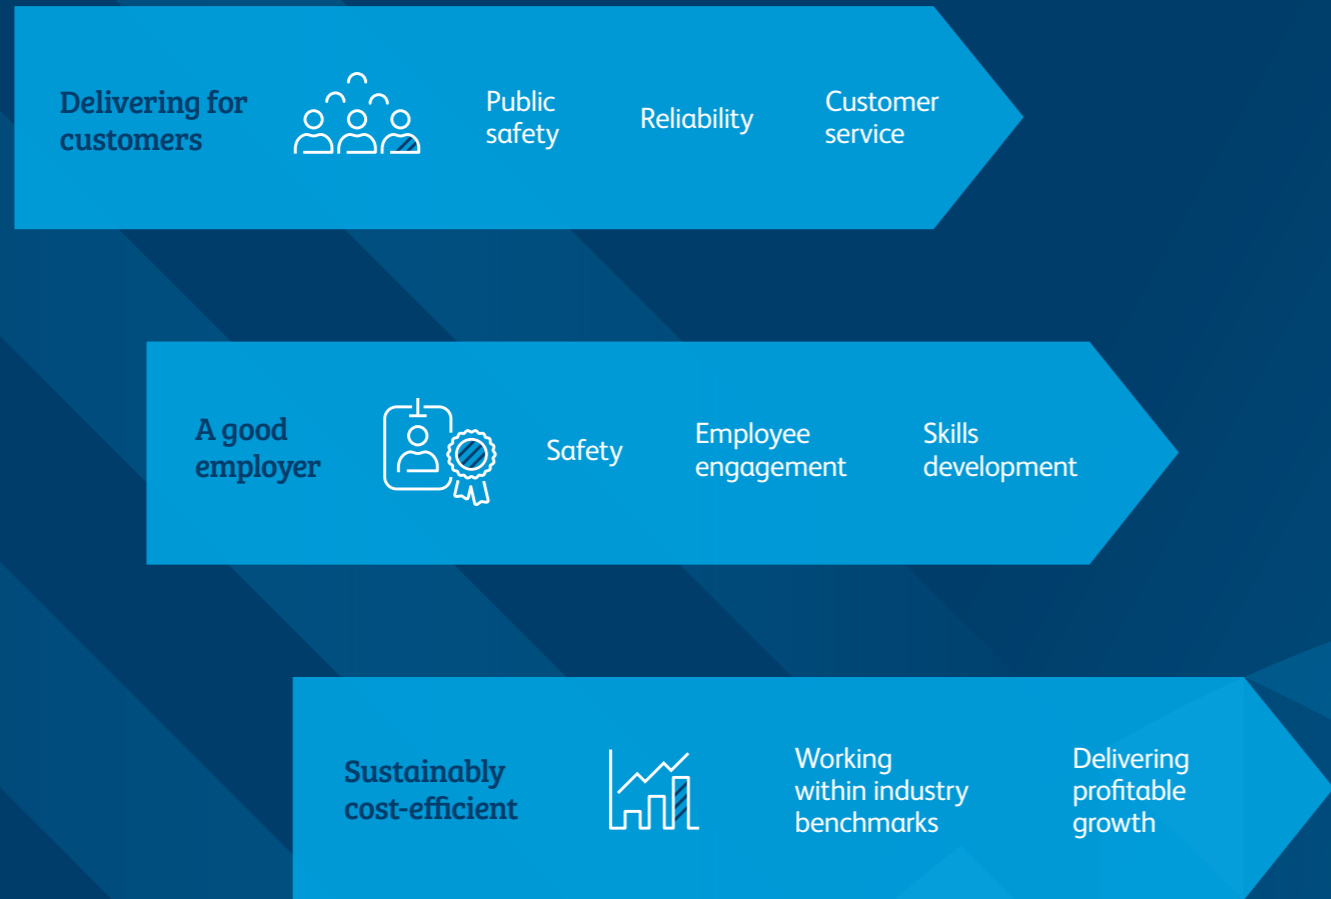 Delivering for
customers
Public
safety
Reliability
Customer
service
A good
employer
Safety
Employee
engagement
Skills
development
Sustainably
cost-efficient
Working
within industry
benchmarks
Delivering
profitable
growth